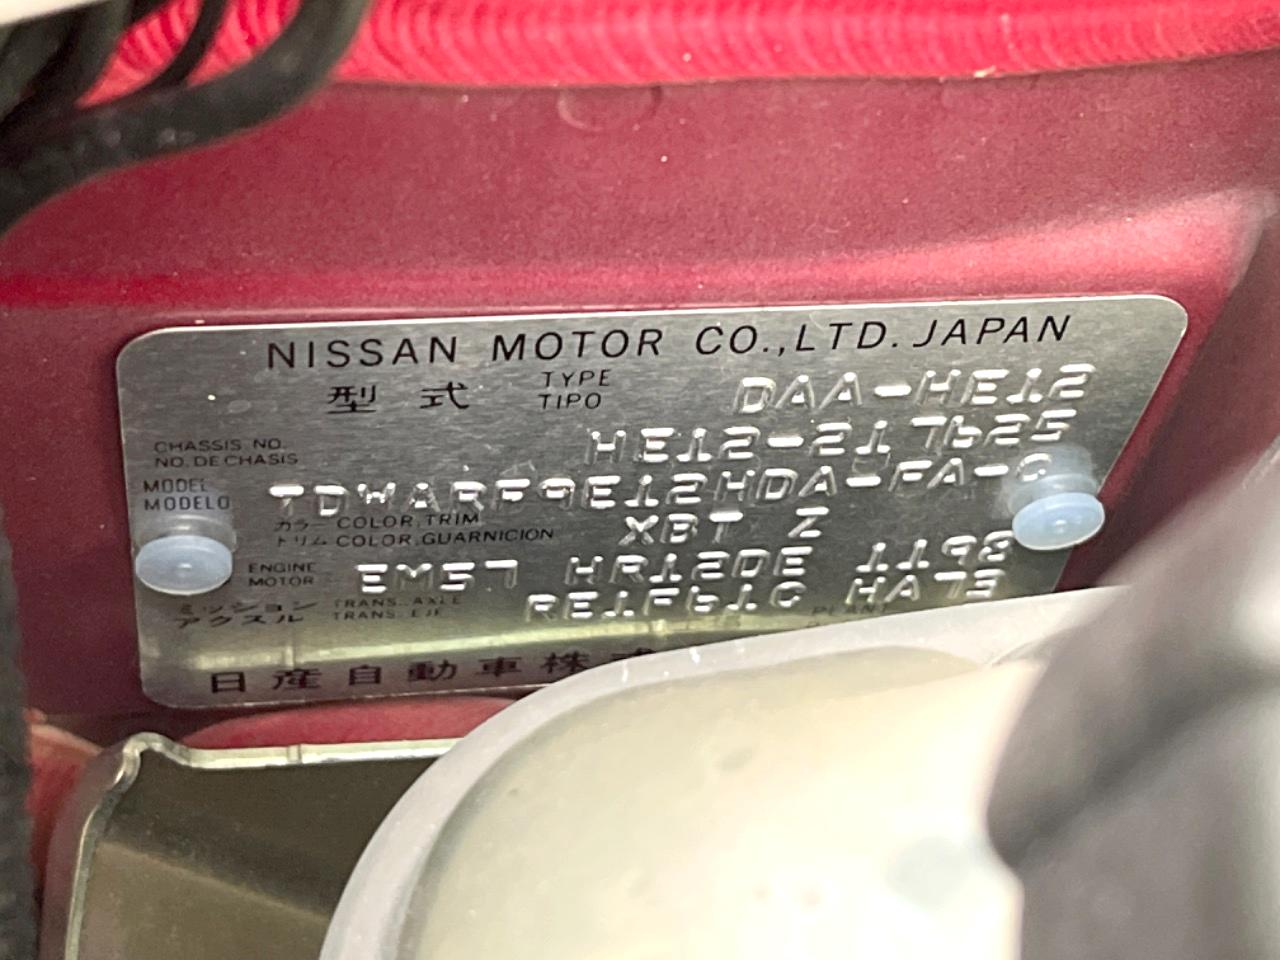 NISSAN MOTOR CO.,LTD. JAPAN
型式 TYPE TIPO DAA-HE12
CHASSIS NO. NO. DE CHASIS HE12-217625
MODEL MODELO TDWARF9E12HDA-FA-C
カラー トリム COLOR,TRIM COLOR,GUARNICION XBT Z
ENGINE MOTOR EM57 HR12DE 1198
ミッション アクスル TRANS.,AXLE TRANS.,EJE RE1F61C HA73
PLANT
日産自動車株式